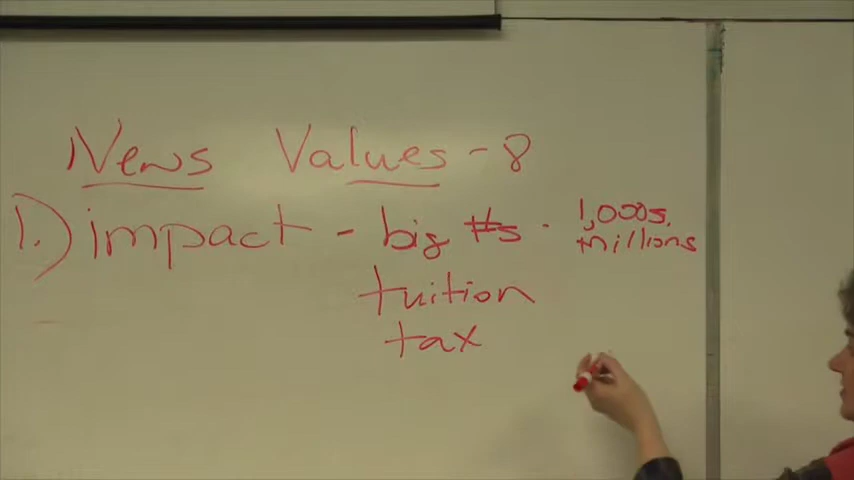 News Values - 8
1.) impact - big #s - 1,000s,
millions
tuition
tax